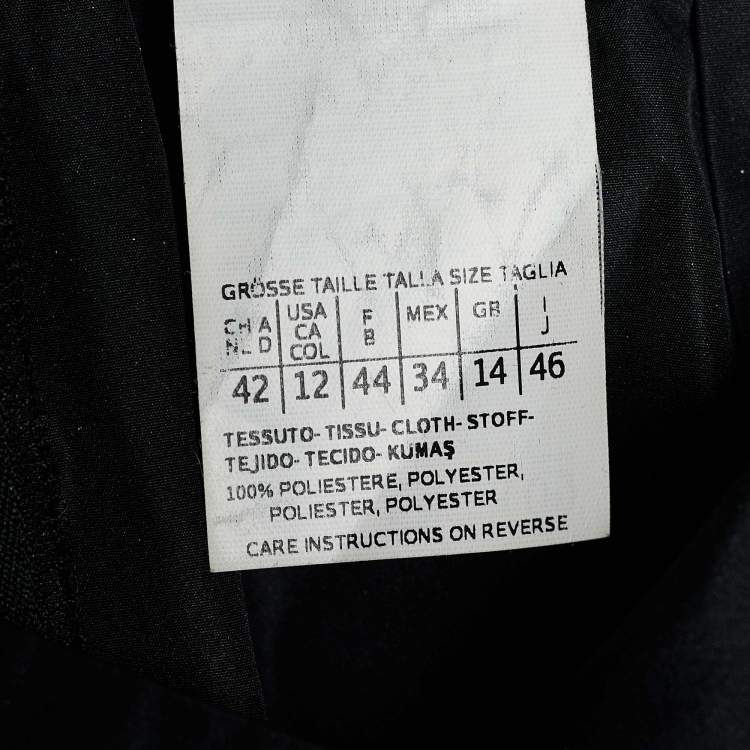 GRÖSSE TAILLE TALLA SIZE TAGLIA
CH A USA F MEX GB I
NL D CA B J
COL
42 12 44 34 14 46
TESSUTO- TISSU- CLOTH- STOFF-
TEJIDO- TECIDO- KUMAŞ
100% POLIESTERE, POLYESTER,
POLIESTER, POLYESTER
CARE INSTRUCTIONS ON REVERSE